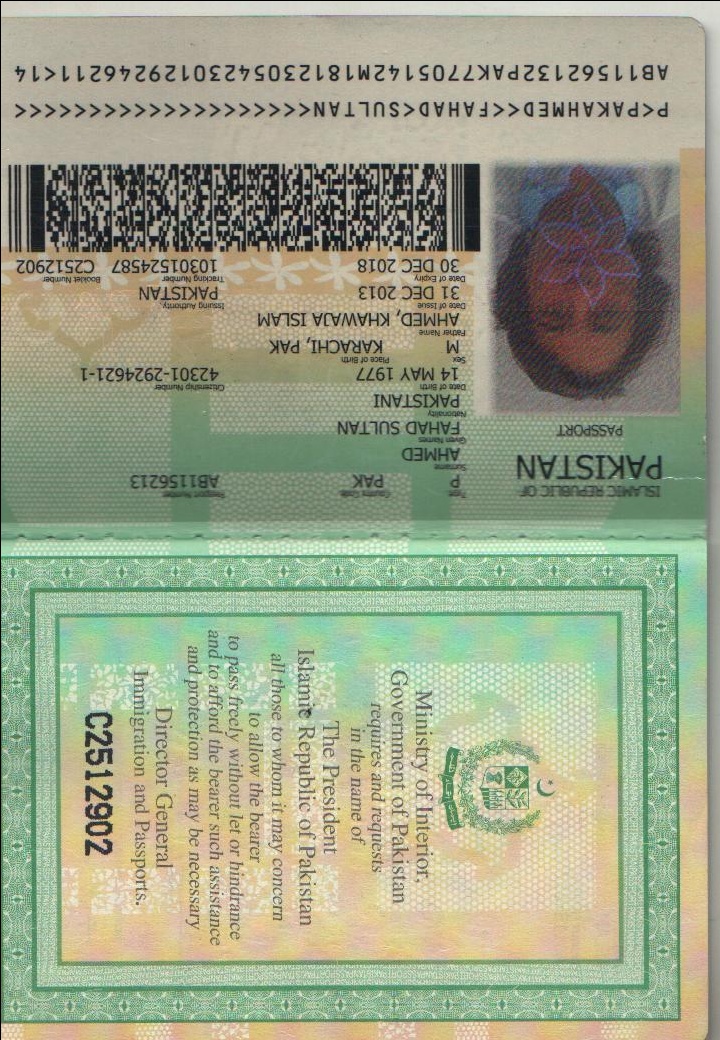 ISLAMIC REPUBLIC OF
PAKISTAN
PASSPORT
Type Country Code Passport Number
P PAK AB1156213
Surname
AHMED
Given Names
FAHAD SULTAN
Nationality
PAKISTANI
Date of Birth Citizenship Number
14 MAY 1977 42301-2924621-1
Sex Place of Birth
M KARACHI, PAK
Father Name
AHMED, KHAWAJA ISLAM
Date of Issue Issuing Authority
31 DEC 2013 PAKISTAN
Date of Expiry Tracking Number Booklet Number
30 DEC 2018 10301524587 C2512902
P<PAKAHMED<<FAHAD<SULTAN<<<<<<<<<<<<<<<<<<<<
AB11562132PAK7705142M18123054230129246211<14
Ministry of Interior,
Government of Pakistan
requires and requests
in the name of
The President
Islamic Republic of Pakistan
all those to whom it may concern
to allow the bearer
to pass freely without let or hindrance
and to afford the bearer such assistance
and protection as may be necessary
Director General
Immigration and Passports.
C2512902